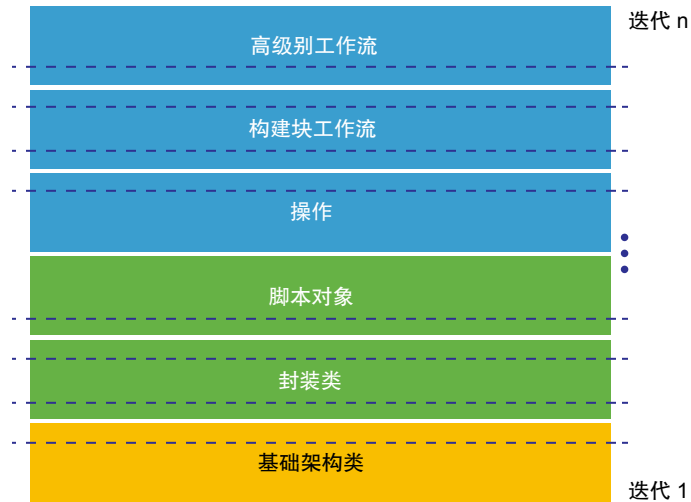 迭代 n
高级别工作流
构建块工作流
操作
脚本对象
封装类
基础架构类
迭代 1